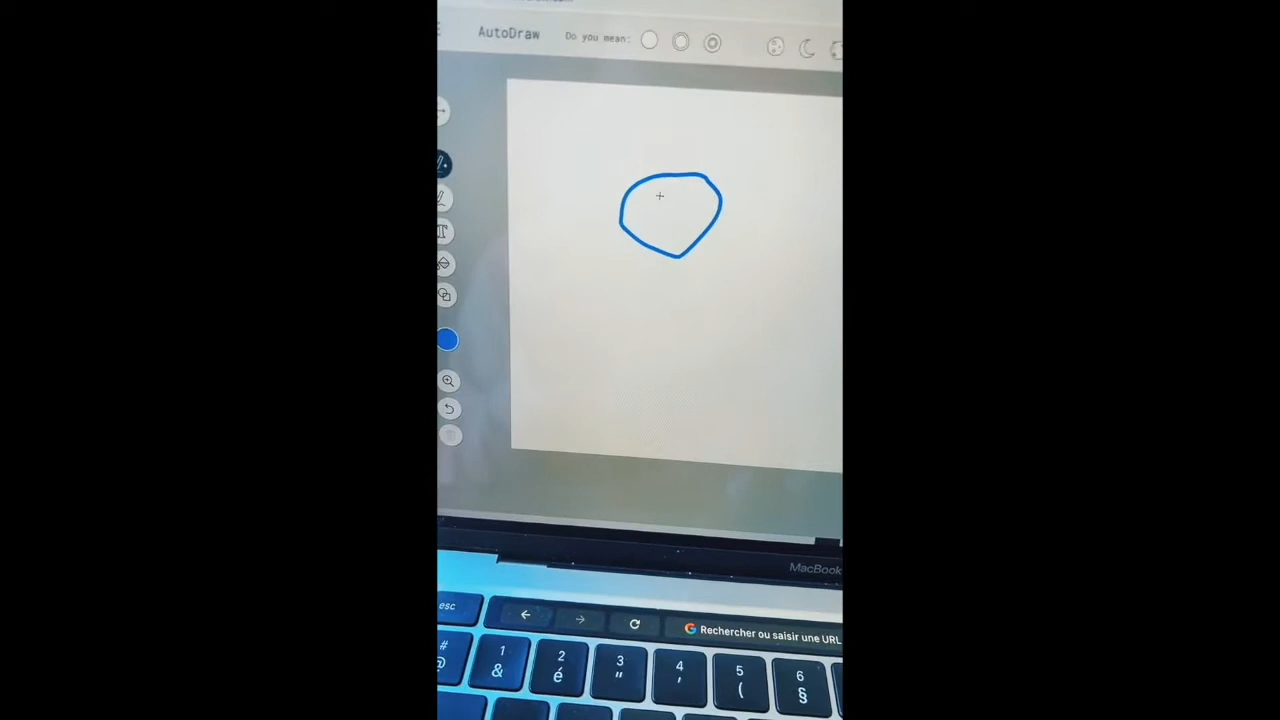 AutoDraw Do you mean:
MacBook
esc
Rechercher ou saisir une URL
# 1 2 3 4 5 6
@ & é " ' ( §